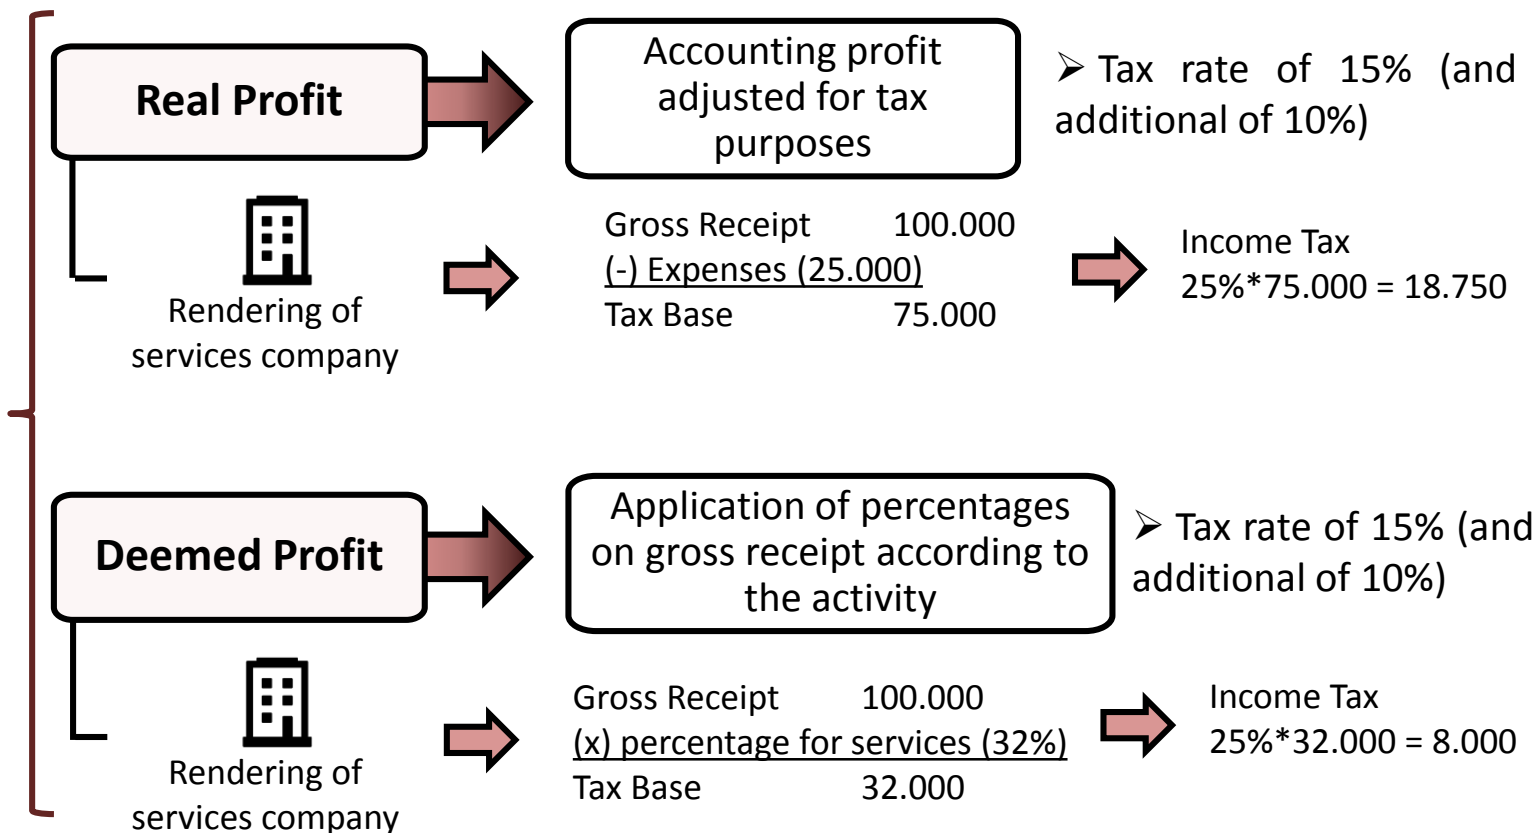 Real Profit
Accounting profit
adjusted for tax
purposes
➢ Tax rate of 15% (and
additional of 10%)
Rendering of
services company
Gross Receipt 100.000
(-) Expenses (25.000)
Tax Base 75.000
Income Tax
25%*75.000 = 18.750
Deemed Profit
Application of percentages
on gross receipt according to
the activity
➢ Tax rate of 15% (and
additional of 10%)
Rendering of
services company
Gross Receipt 100.000
(x) percentage for services (32%)
Tax Base 32.000
Income Tax
25%*32.000 = 8.000